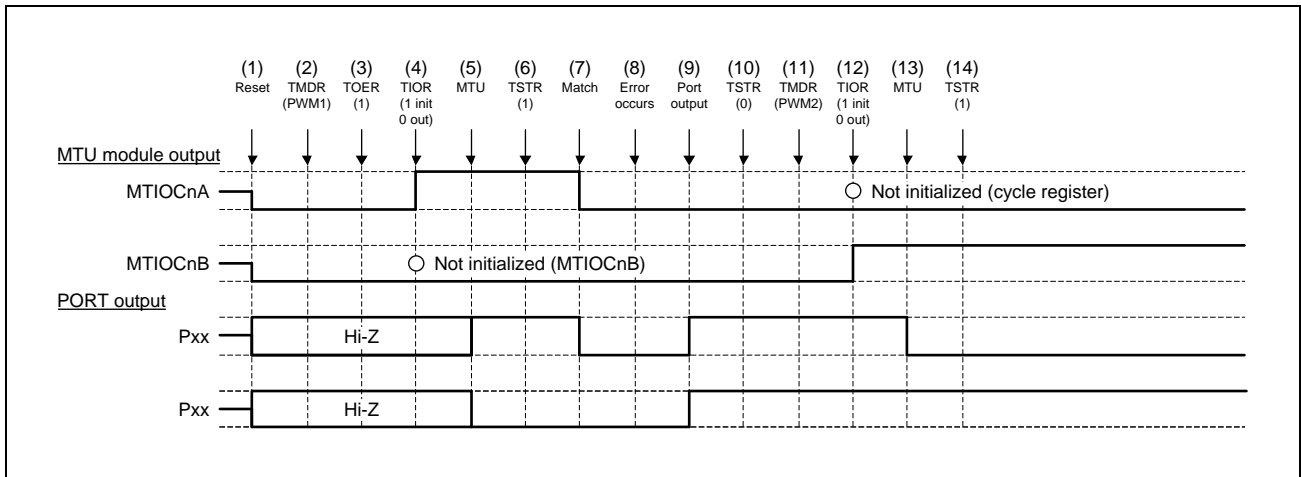 (1) (2) (3) (4) (5) (6) (7) (8) (9) (10) (11) (12) (13) (14)
Reset TMDR TOER TIOR MTU TSTR Match Error Port TSTR TMDR TIOR MTU TSTR
(PWM1) (1) (1 init (1) occurs output (0) (PWM2) (1 init (1)
0 out) 0 out)
MTU module output
MTIOCnA Not initialized (cycle register)
MTIOCnB Not initialized (MTIOCnB)
PORT output
Pxx Hi-Z
Pxx Hi-Z